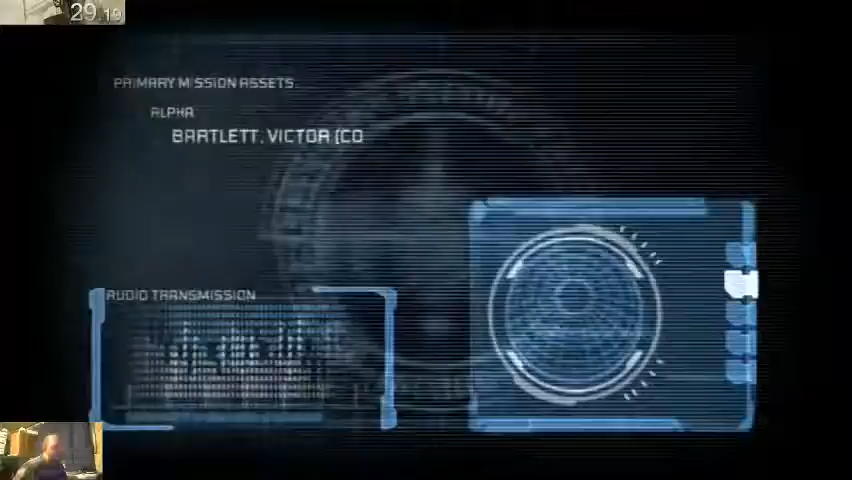 29.19
PRIMARY MISSION ASSETS
ALPHA
BARTLETT, VICTOR (CO
AUDIO TRANSMISSION